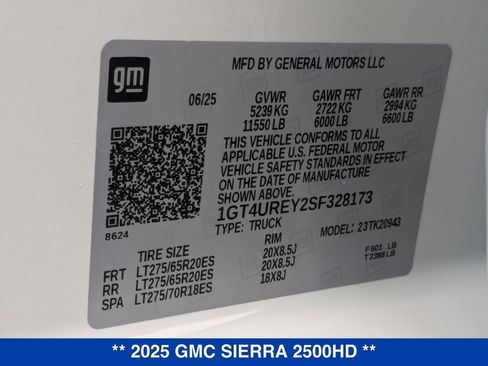 gm
MFD BY GENERAL MOTORS LLC
06/25 GVWR GAWR FRT GAWR RR
5239 KG 2722 KG 2994 KG
11550 LB 6000 LB 6600 LB
THIS VEHICLE CONFORMS TO ALL
APPLICABLE U.S. FEDERAL MOTOR
VEHICLE SAFETY STANDARDS IN EFFECT
ON THE DATE OF MANUFACTURE
SHOWN ABOVE.
1GT4UREY2SF328173
TYPE: TRUCK MODEL: 23TK20943
8624
TIRE SIZE RIM
FRT LT275/65R20ES 20X8.5J F601 LB
RR LT275/65R20ES 20X8.5J T2388LB
SPA LT275/70R18ES 18X8J
** 2025 GMC SIERRA 2500HD **